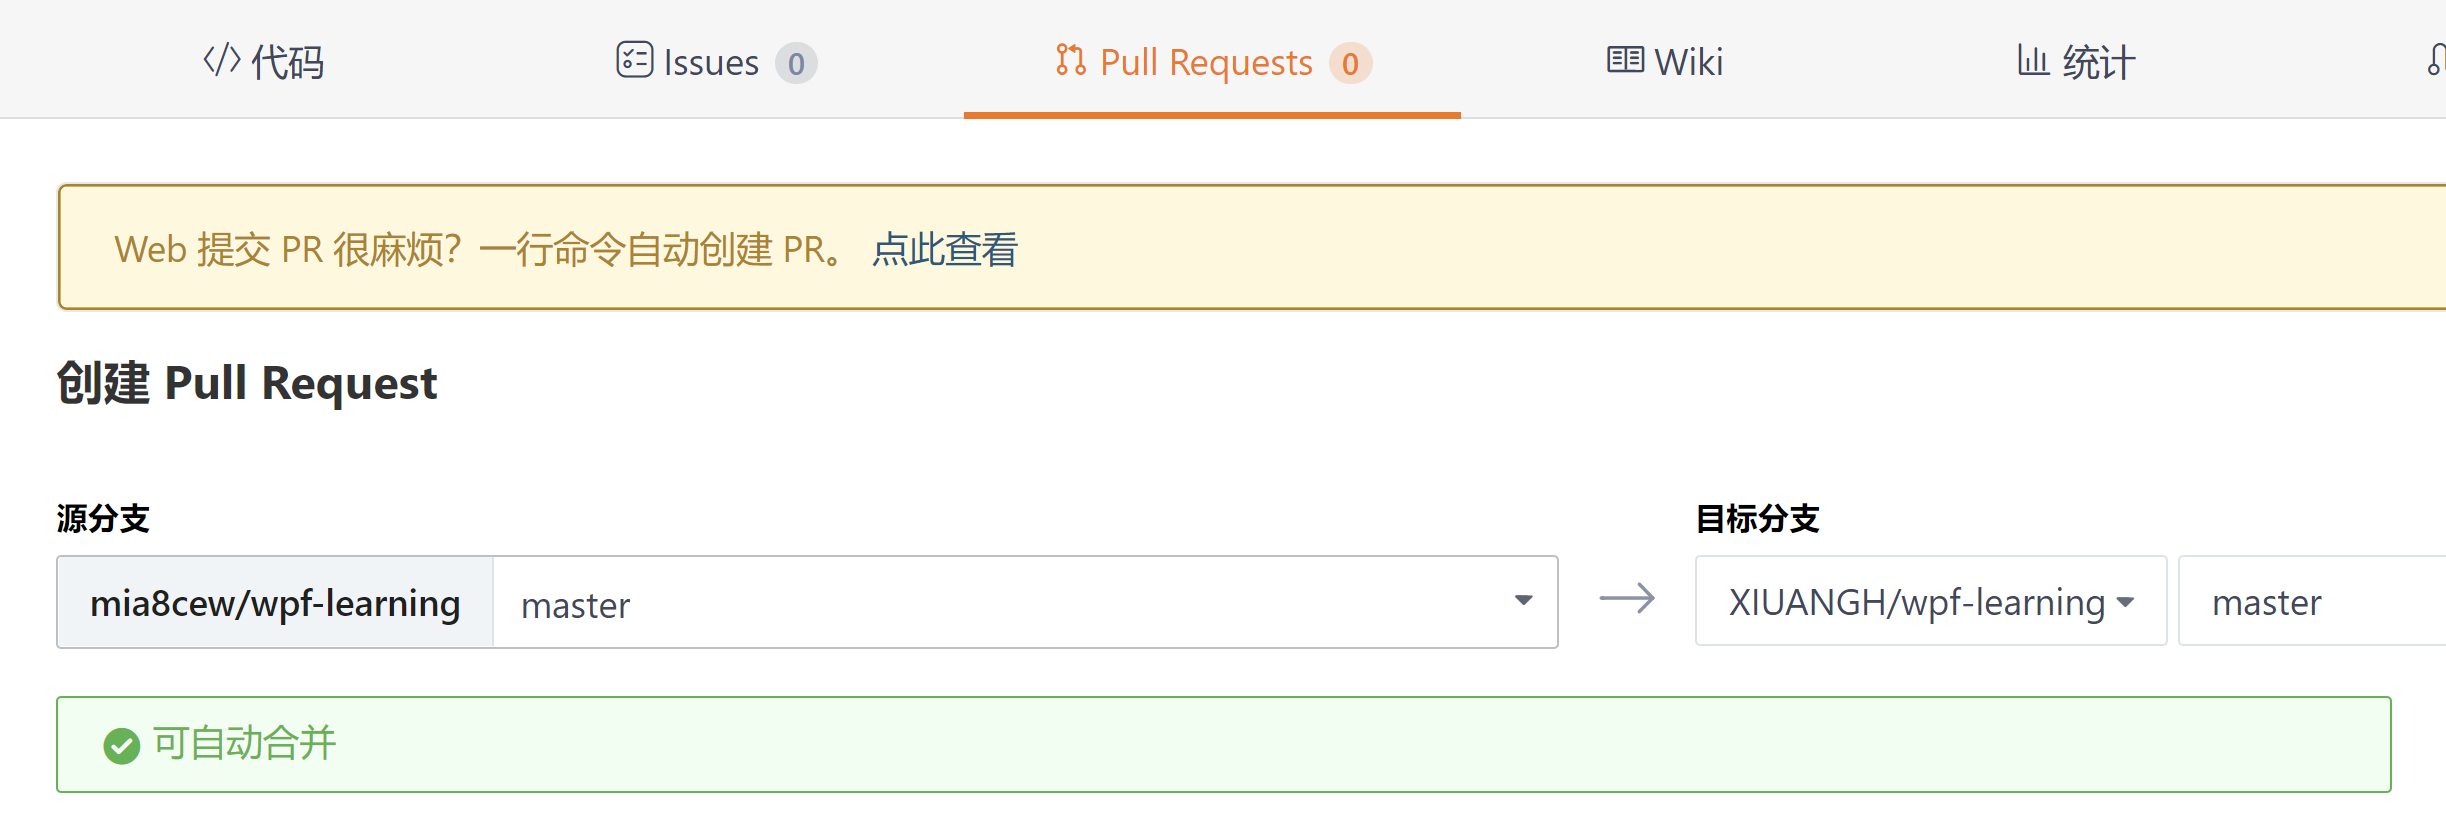 代码 Issues 0 Pull Requests 0 Wiki 统计
Web 提交 PR 很麻烦？一行命令自动创建 PR。 点此查看
创建 Pull Request
源分支 目标分支
mia8cew/wpf-learning master XIUANGH/wpf-learning master
可自动合并